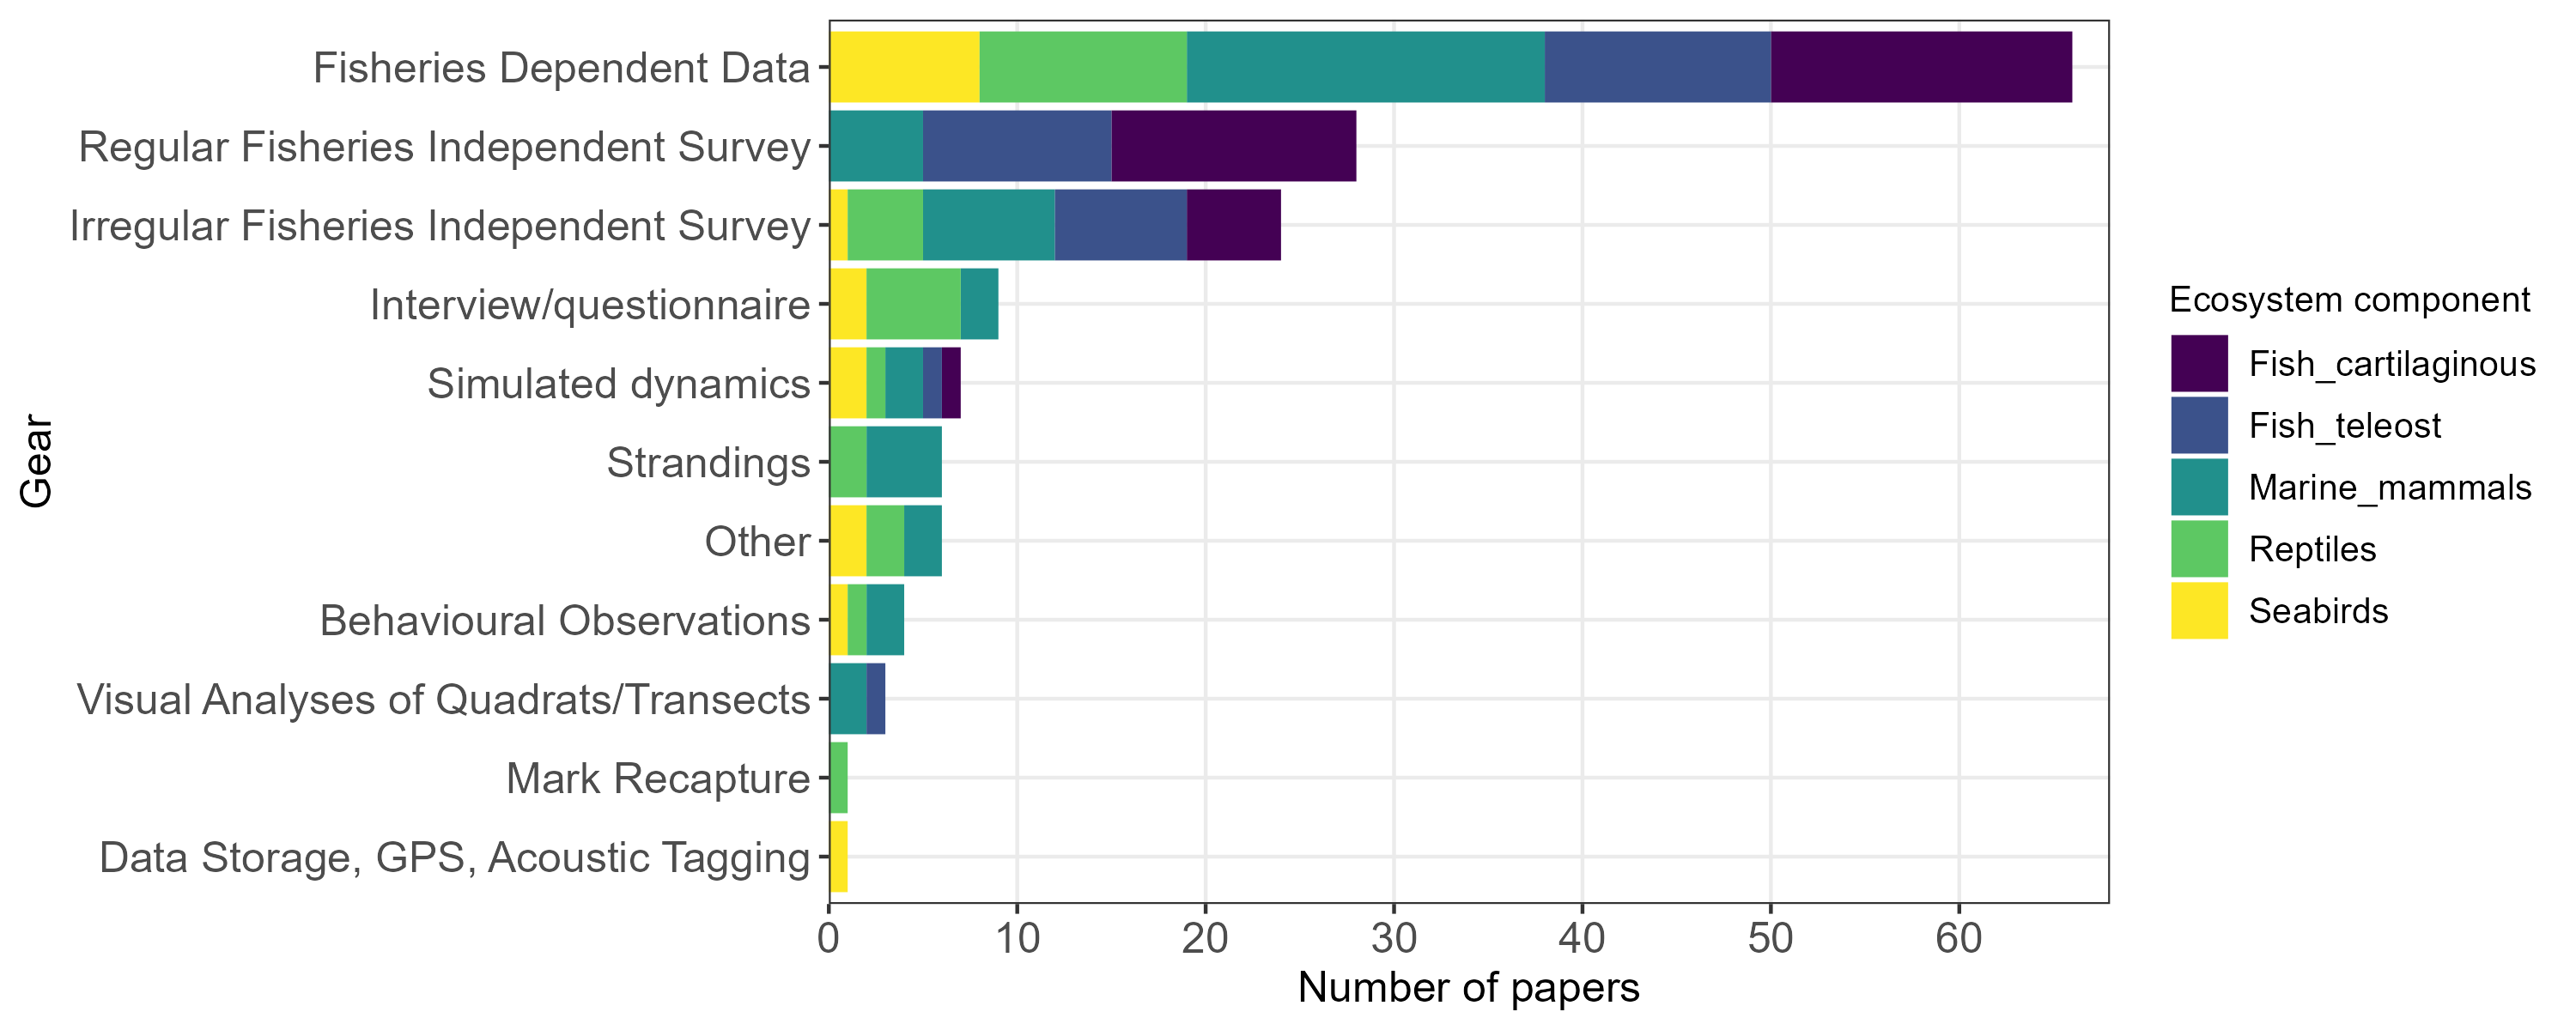 Fisheries Dependent Data
Regular Fisheries Independent Survey
Irregular Fisheries Independent Survey
Interview/questionnaire
Simulated dynamics
Strandings
Other
Behavioural Observations
Visual Analyses of Quadrats/Transects
Mark Recapture
Data Storage, GPS, Acoustic Tagging
Gear
0 10 20 30 40 50 60
Number of papers
Ecosystem component
Fish_cartilaginous
Fish_teleost
Marine_mammals
Reptiles
Seabirds